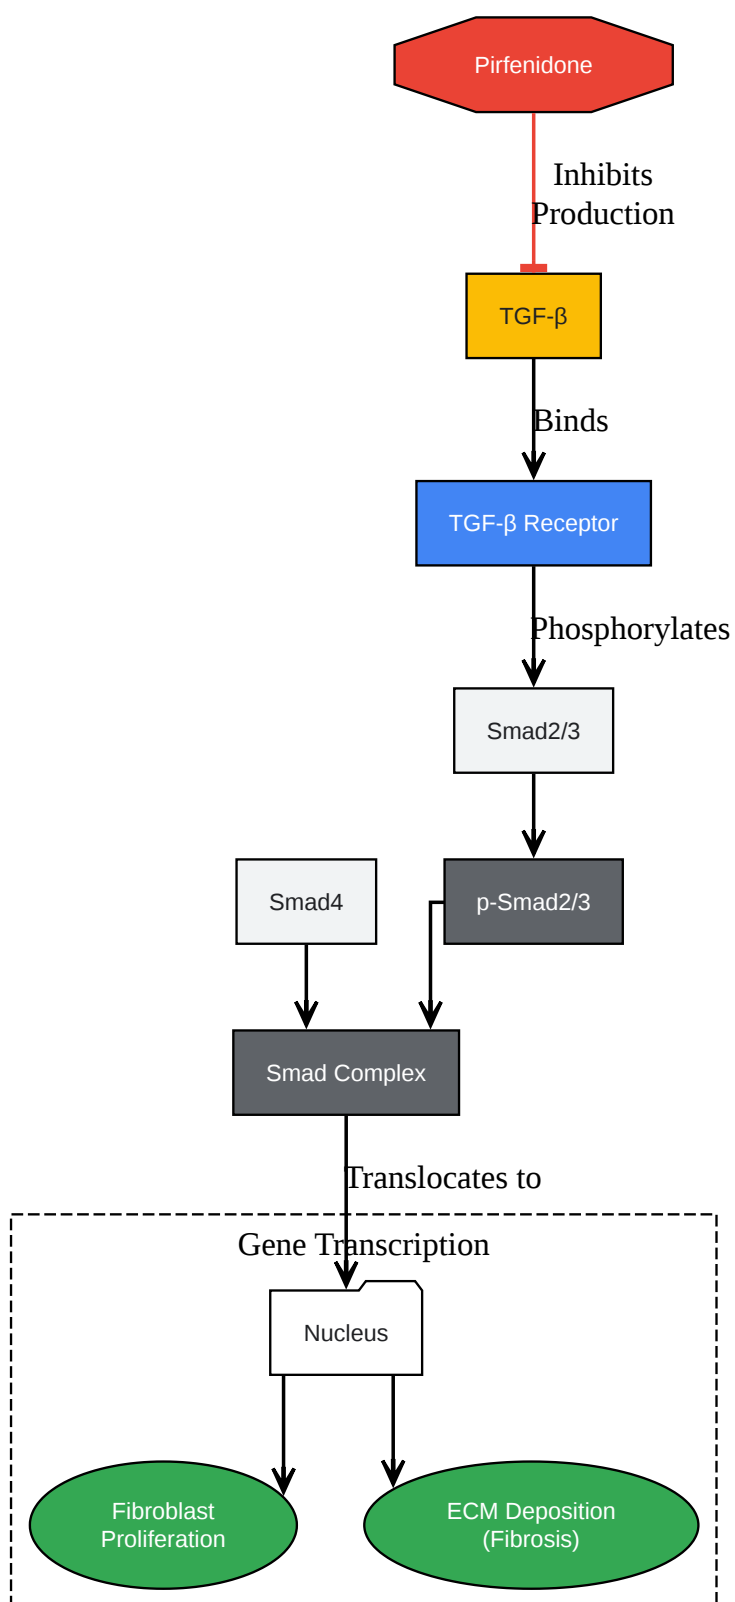 Pirfenidone
Inhibits
Production
TGF-β
Binds
TGF-β Receptor
Phosphorylates
Smad2/3
Smad4
p-Smad2/3
Smad Complex
Translocates to
Gene Transcription
Nucleus
Fibroblast
Proliferation
ECM Deposition
(Fibrosis)